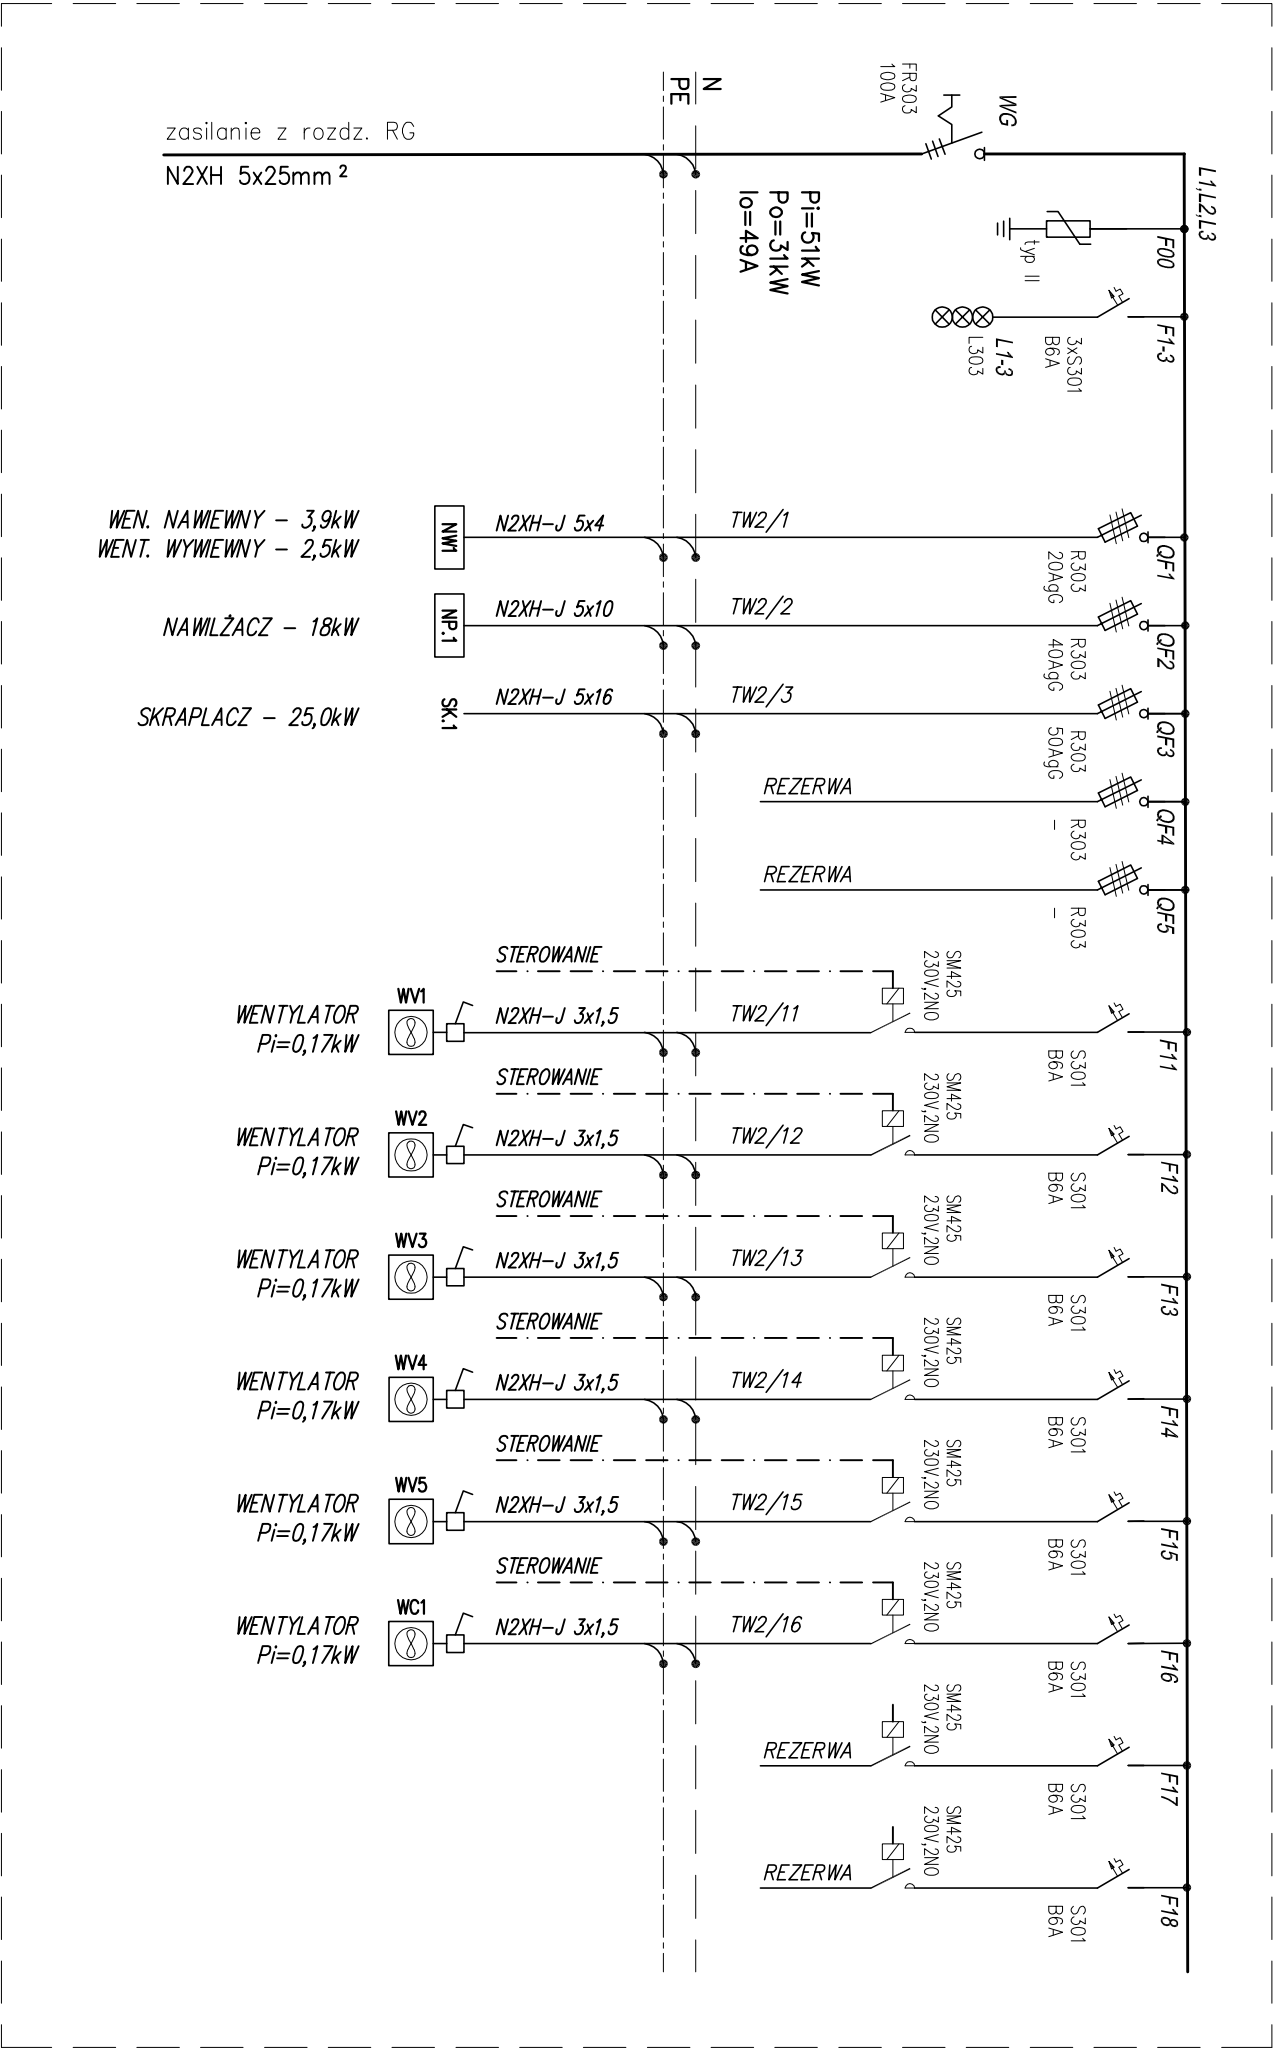 L1,L2,L3
WG
FR303
100A
N
PE
zasilanie z rozdz. RG
N2XH 5x25mm²
Pi=51kW
Po=31kW
Io=49A
F00
typ II
F1-3
3xS301
B6A
L1-3
L303
QF1
R303
20AgG
TW2/1
N2XH-J 5x4
NW1
WEN. NAWIEWNY - 3,9kW
WENT. WYWIEWNY - 2,5kW
QF2
R303
40AgG
TW2/2
N2XH-J 5x10
NP.1
NAWILŻACZ - 18kW
QF3
R303
50AgG
TW2/3
N2XH-J 5x16
SK.1
SKRAPLACZ - 25,0kW
QF4
R303
-
REZERWA
QF5
R303
-
REZERWA
F11
S301
B6A
SM425
230V,2NO
STEROWANIE
TW2/11
N2XH-J 3x1,5
WV1
WENTYLATOR
Pi=0,17kW
F12
S301
B6A
SM425
230V,2NO
STEROWANIE
TW2/12
N2XH-J 3x1,5
WV2
WENTYLATOR
Pi=0,17kW
F13
S301
B6A
SM425
230V,2NO
STEROWANIE
TW2/13
N2XH-J 3x1,5
WV3
WENTYLATOR
Pi=0,17kW
F14
S301
B6A
SM425
230V,2NO
STEROWANIE
TW2/14
N2XH-J 3x1,5
WV4
WENTYLATOR
Pi=0,17kW
F15
S301
B6A
SM425
230V,2NO
STEROWANIE
TW2/15
N2XH-J 3x1,5
WV5
WENTYLATOR
Pi=0,17kW
F16
S301
B6A
SM425
230V,2NO
STEROWANIE
TW2/16
N2XH-J 3x1,5
WC1
WENTYLATOR
Pi=0,17kW
F17
S301
B6A
SM425
230V,2NO
REZERWA
F18
S301
B6A
SM425
230V,2NO
REZERWA